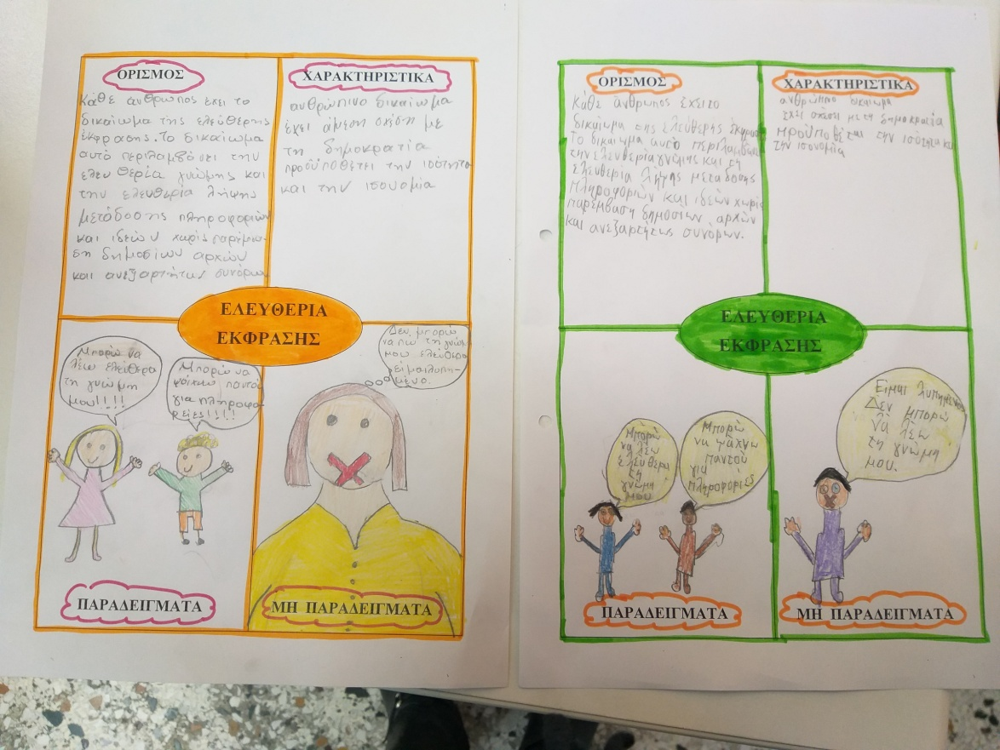 ΟΡΙΣΜΟΣ
Κάθε άνθρωπος έχει το
δικαίωμα της ελεύθερης
έκφρασης. Το δικαίωμα
αυτό περιλαμβάνει την
ελευθερία γνώμης και
την ελευθερία λήψης
μετάδοσης πληροφοριών
και ιδεών χωρίς παρέμβα-
ση δημοσίων αρχών
και ανεξαρτήτως συνόρων
ΧΑΡΑΚΤΗΡΙΣΤΙΚΑ
ανθρώπινο δικαίωμα
έχει άμεση σχέση με
τη δημοκρατία
προϋποθέτει την ισότητα
και την ισονομία
ΕΛΕΥΘΕΡΙΑ
ΕΚΦΡΑΣΗΣ
Μπορώ να
λέω ελεύθερα
τη γνώμη
μου!!!!
Μπορώ να
ψάχνω παντού
για πληροφο-
ρίες!!!!
Δεν μπορώ
να πω τη γνώμη
μου ελεύθερα
είμαι λυπη-
μένο.
ΠΑΡΑΔΕΙΓΜΑΤΑ
ΜΗ ΠΑΡΑΔΕΙΓΜΑΤΑ
ΟΡΙΣΜΟΣ
Κάθε άνθρωπος έχει το
δικαίωμα της ελεύθερης
Το δικαίωμα αυτό περιλαμβάνει
την ελευθερία γνώμης και τη
ελευθερία λήψης μετάδοσης
πληροφοριών και ιδεών χωρίς
παρέμβαση δημοσίων αρχών
και ανεξαρτήτως συνόρων.
ΧΑΡΑΚΤΗΡΙΣΤΙΚΑ
ανθρώπινο δικαίωμα
έχει σχέση με τη δημοκρατία
προϋποθέτει την ισότητα και
την ισονομία
ΕΛΕΥΘΕΡΙΑ
ΕΚΦΡΑΣΗΣ
Μπορώ
να λέω
ελεύθερα
τη
γνώμη
μου
Μπορώ
να ψάχνω
παντού
για
πληροφορίες
Είμαι λυπημένος
Δεν μπορώ
να λέω
τη γνώμη
μου.
ΠΑΡΑΔΕΙΓΜΑΤΑ
ΜΗ ΠΑΡΑΔΕΙΓΜΑΤΑ